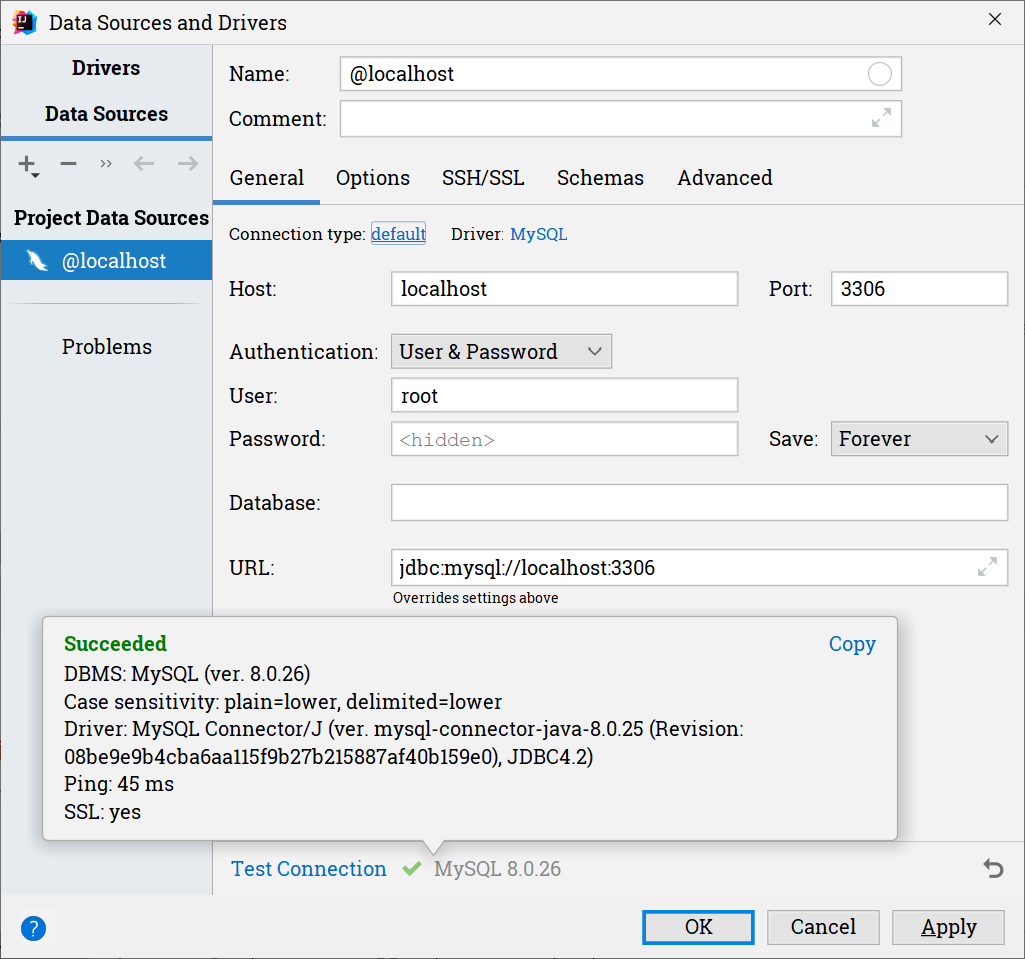 Data Sources and Drivers
Drivers
Data Sources
Project Data Sources
@localhost
Problems
Name: @localhost
Comment:
General Options SSH/SSL Schemas Advanced
Connection type: default Driver: MySQL
Host: localhost Port: 3306
Authentication: User & Password
User: root
Password: <hidden> Save: Forever
Database:
URL: jdbc:mysql://localhost:3306
Overrides settings above
Succeeded Copy
DBMS: MySQL (ver. 8.0.26)
Case sensitivity: plain=lower, delimited=lower
Driver: MySQL Connector/J (ver. mysql-connector-java-8.0.25 (Revision:
08be9e9b4cba6aa115f9b27b215887af40b159e0), JDBC4.2)
Ping: 45 ms
SSL: yes
Test Connection MySQL 8.0.26
? OK Cancel Apply